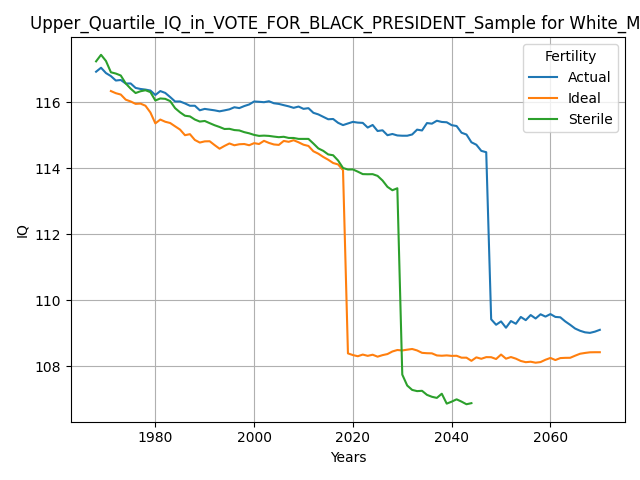 Upper_Quartile_IQ_in_VOTE_FOR_BLACK_PRESIDENT_Sample for White_M
Fertility
Actual
Ideal
Sterile
116
114
112
110
108
IQ
1980 2000 2020 2040 2060
Years